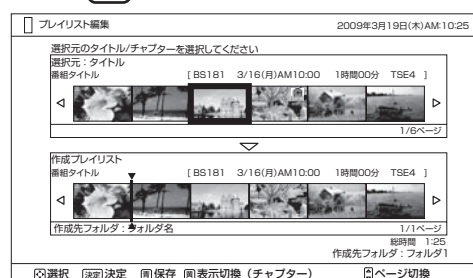 プレイリスト編集 2009年3月19日(木)AM:10:25
選択元のタイトル/チャプターを選択してください
選択元：タイトル
番組タイトル [ BS181 3/16(月)AM10:00 1時間00分 TSE4 ]
1/6ページ
作成プレイリスト
番組タイトル [ BS181 3/16(月)AM10:00 1時間00分 TSE4 ]
作成先フォルダ：フォルダ名 1/1ページ
総時間 1:25
作成先フォルダ：フォルダ1
選択 決定 決定 保存 表示切換（チャプター） ページ切換